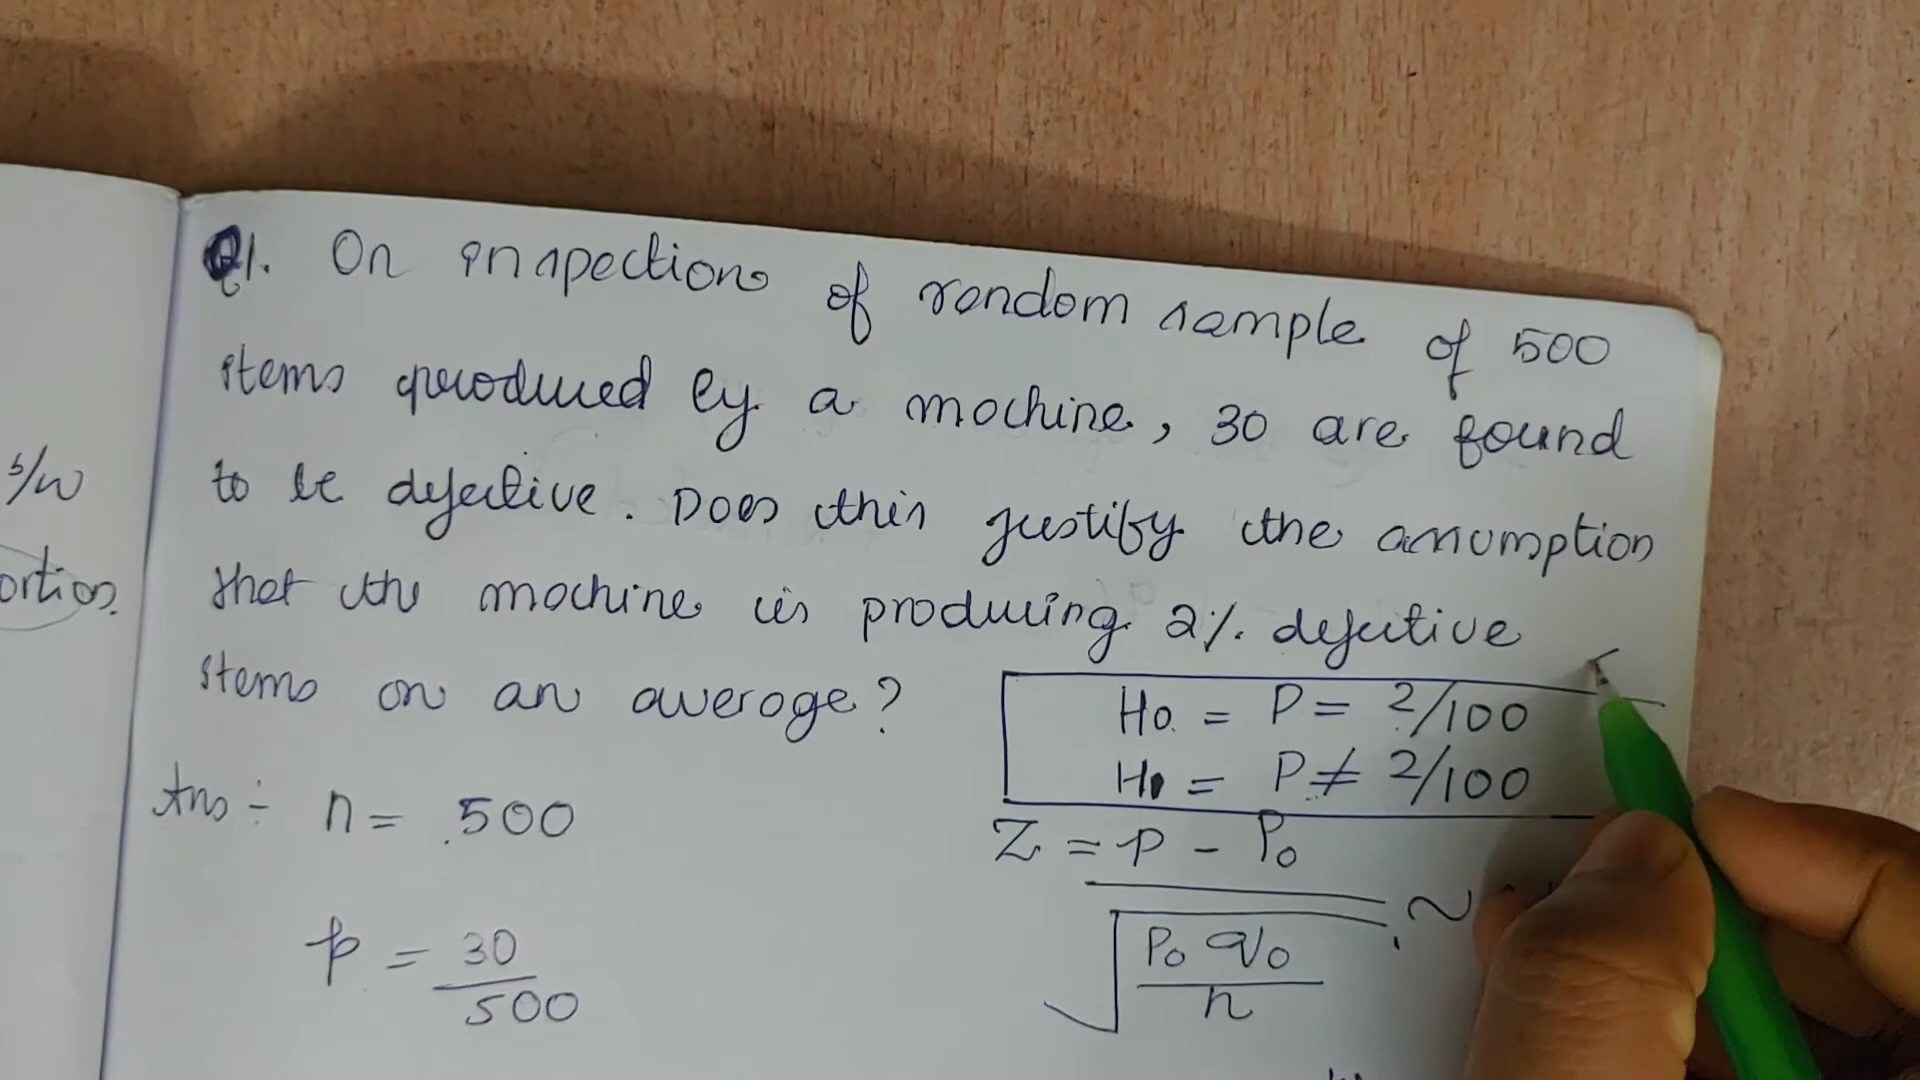 s/w
ortion.
Q1. On inspection of random sample of 500
items produced by a machine, 30 are found
to be defective. Does this justify the assumption
that the machine is producing 2% defective
items on an average?
H0 = P = 2/100
H1 = P ≠ 2/100
Ans ÷ n = 500
Z = p - P0
√ P0 q0 / n ~
p = 30
500